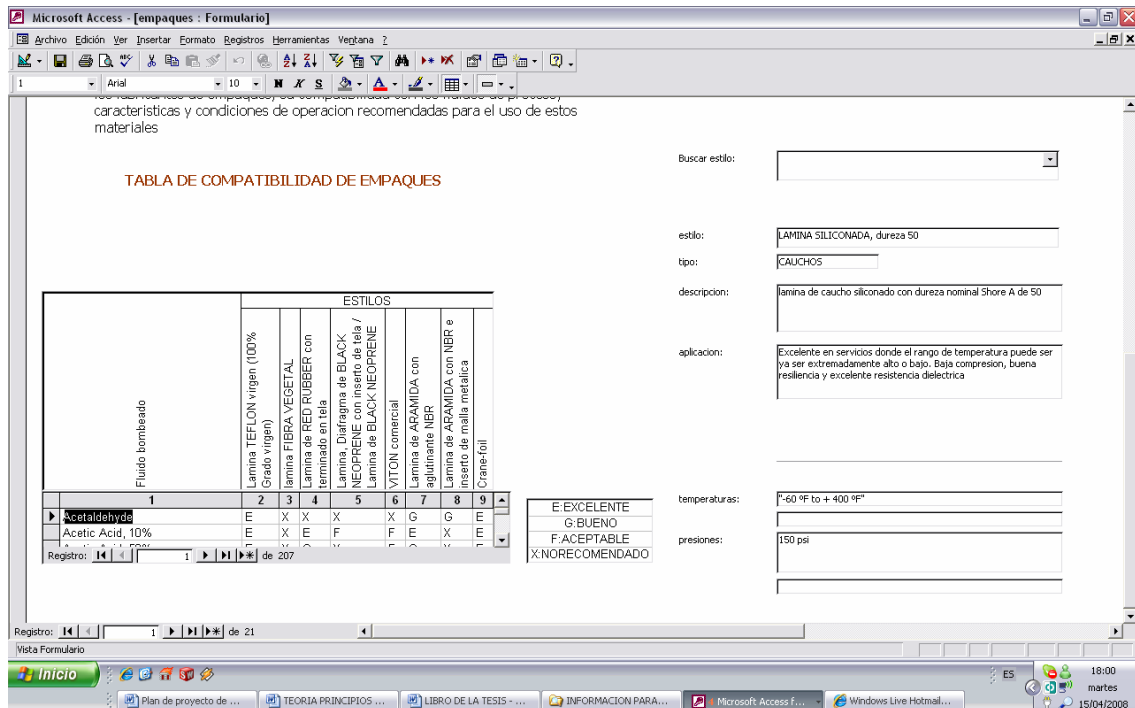 Microsoft Access - [empaques : Formulario]
Archivo Edición Ver Insertar Formato Registros Herramientas Ventana ?
1 Arial 10 N K S
caracteristicas y condiciones de operacion recomendadas para el uso de estos
materiales
TABLA DE COMPATIBILIDAD DE EMPAQUES
Buscar estilo:
estilo: LAMINA SILICONADA, dureza 50
tipo: CAUCHOS
descripcion: lamina de caucho siliconado con dureza nominal Shore A de 50
aplicacion: Excelente en servicios donde el rango de temperatura puede ser
ya ser extremadamente alto o bajo. Baja compresion, buena
resiliencia y excelente resistencia dielectrica
temperaturas: "-60 ºF to + 400 ºF"
presiones: 150 psi
ESTILOS
Fluido bombeado
Lamina TEFLON virgen (100%
Grado virgen)
lamina FIBRA VEGETAL
Lamina de RED RUBBER con
terminado en tela
Lamina, Diafragma de BLACK
NEOPRENE con inserto de tela /
Lamina de BLACK NEOPRENE
VITON comercial
Lamina de ARAMIDA con
aglutinante NBR
Lamina de ARAMIDA con NBR e
inserto de malla metalica
Crane-foil
1 2 3 4 5 6 7 8 9
Acetaldehyde E X X X X G G E
Acetic Acid, 10% E X E F F E X E
Registro: 1 de 207
E:EXCELENTE
G:BUENO
F:ACEPTABLE
X:NORECOMENDADO
Registro: 1 de 21
Vista Formulario
Inicio
ES
18:00
martes
15/04/2008
Plan de proyecto de ...
TEORIA PRINCIPIOS ...
LIBRO DE LA TESIS - ...
INFORMACION PARA...
Microsoft Access f...
Windows Live Hotmail...